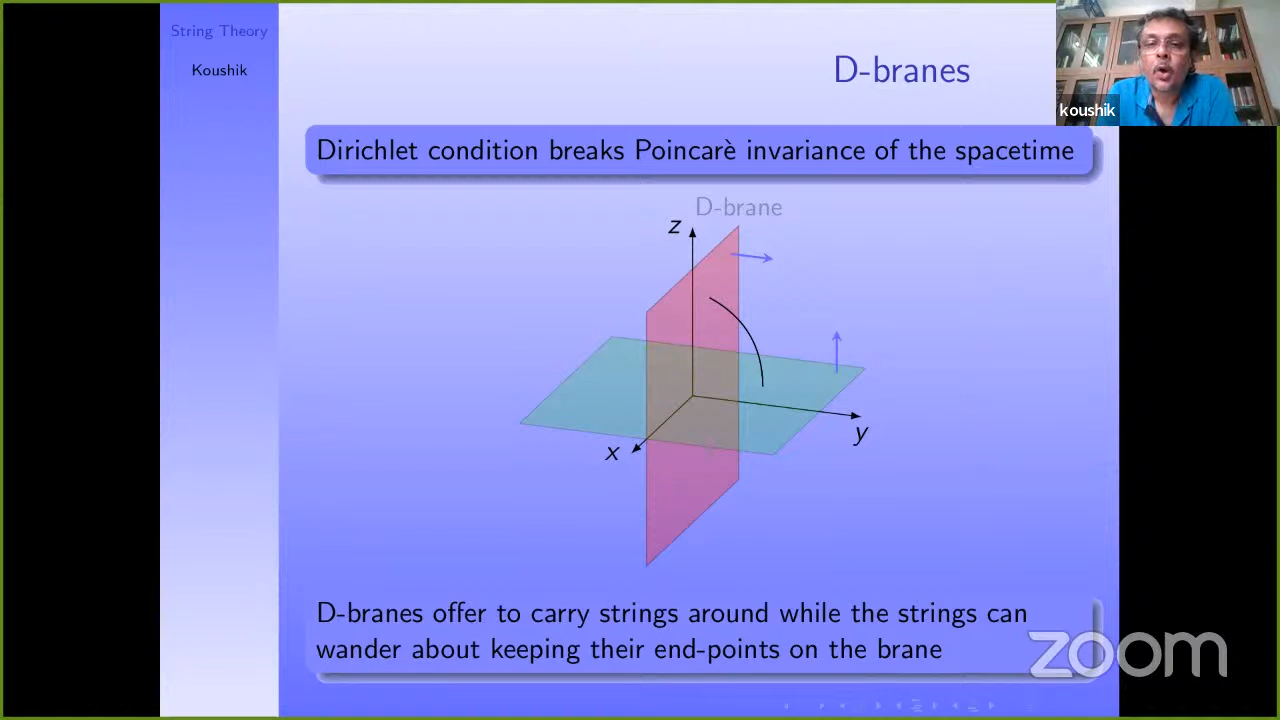 String Theory
Koushik
D-branes
koushik
Dirichlet condition breaks Poincarè invariance of the spacetime
D-brane
z
y
x
D-branes offer to carry strings around while the strings can
wander about keeping their end-points on the brane
zoom